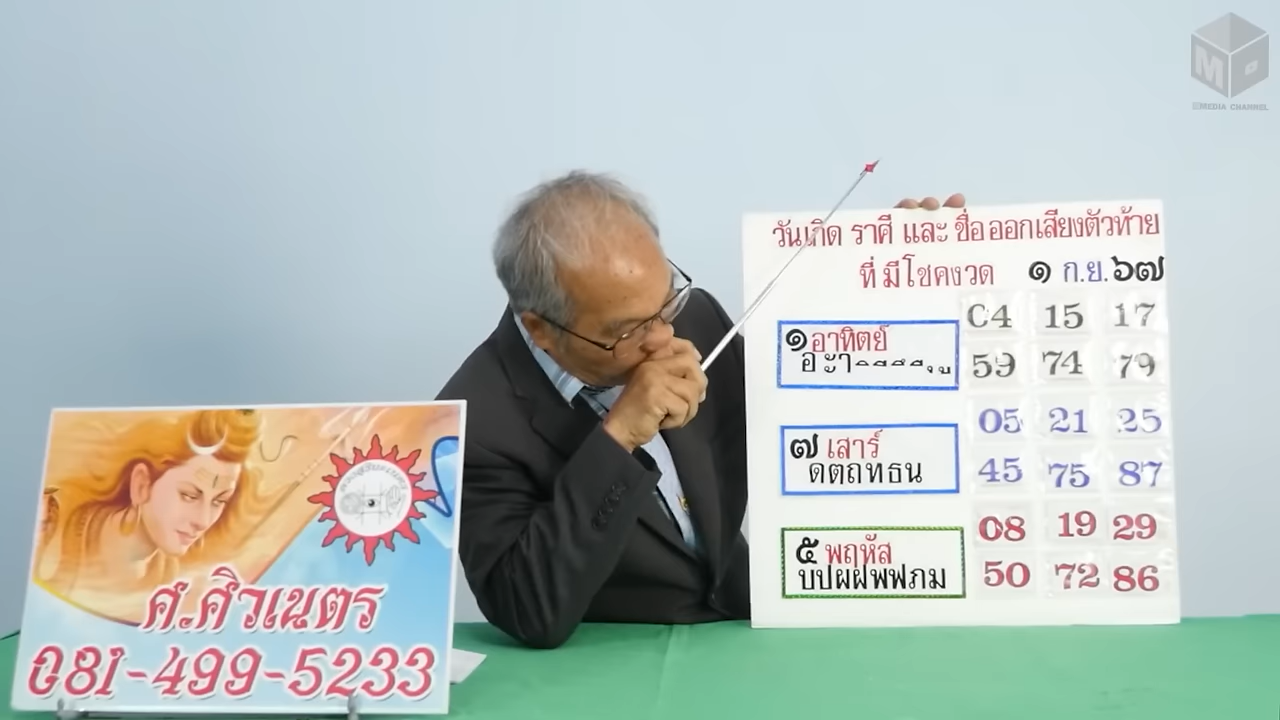 MEDIA CHANNEL
วันเกิด ราศี และ ชื่อออกเสียงตัวท้าย
ที่ มีโชคงวด ๑ ก.ย.๖๗
๑ อาทิตย์
อ ะ า
04 15 17
59 74 79
๗ เสาร์
ดตถทธน
05 21 25
45 75 87
๕ พฤหัส
บปผฝพฟภม
08 19 29
50 72 86
ศ.ศิวเนตร
081-499-5233